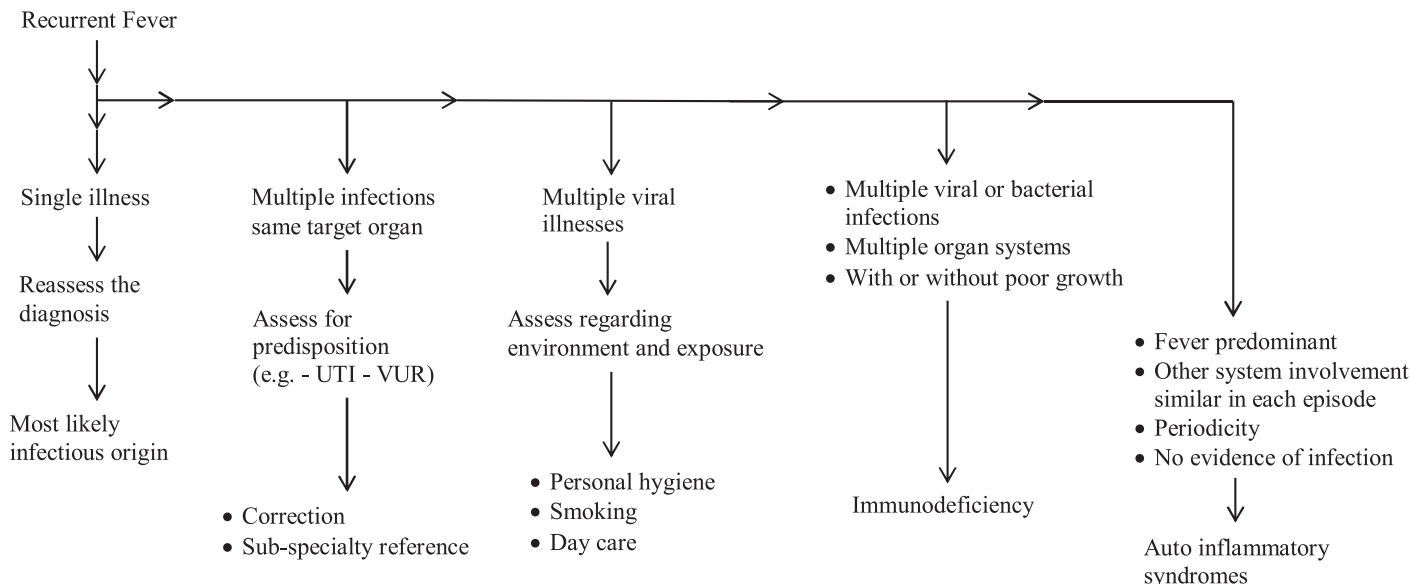 Recurrent Fever
Single illness
Reassess the
diagnosis
Most likely
infectious origin
Multiple infections
same target organ
Assess for
predisposition
(e.g. - UTI - VUR)
• Correction
• Sub-specialty reference
Multiple viral
illnesses
Assess regarding
environment and exposure
• Personal hygiene
• Smoking
• Day care
• Multiple viral or bacterial
infections
• Multiple organ systems
• With or without poor growth
Immunodeficiency
• Fever predominant
• Other system involvement
similar in each episode
• Periodicity
• No evidence of infection
Auto inflammatory
syndromes